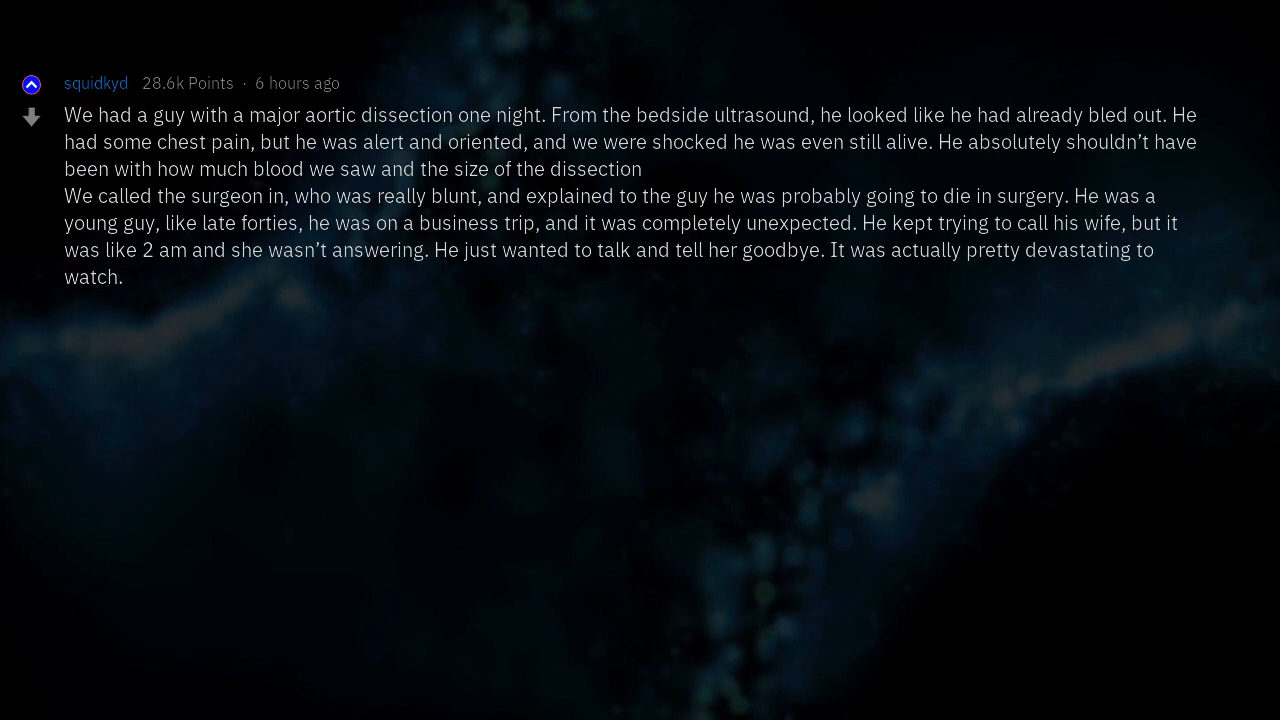 squidkyd 28.6k Points · 6 hours ago
We had a guy with a major aortic dissection one night. From the bedside ultrasound, he looked like he had already bled out. He
had some chest pain, but he was alert and oriented, and we were shocked he was even still alive. He absolutely shouldn’t have
been with how much blood we saw and the size of the dissection
We called the surgeon in, who was really blunt, and explained to the guy he was probably going to die in surgery. He was a
young guy, like late forties, he was on a business trip, and it was completely unexpected. He kept trying to call his wife, but it
was like 2 am and she wasn’t answering. He just wanted to talk and tell her goodbye. It was actually pretty devastating to
watch.